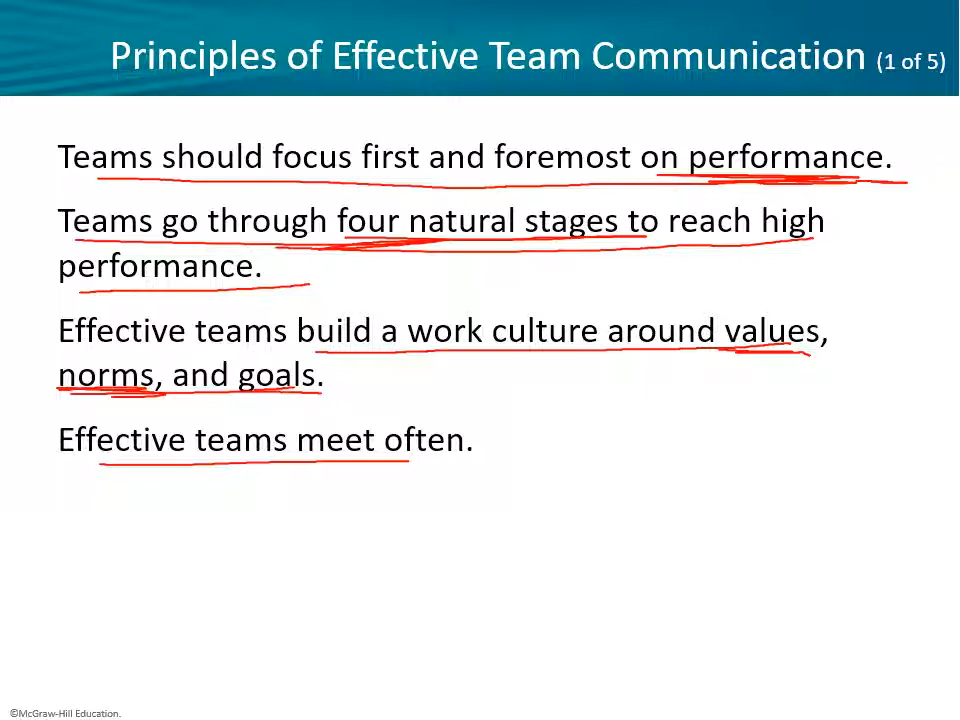 Principles of Effective Team Communication (1 of 5)
Teams should focus first and foremost on performance.
Teams go through four natural stages to reach high
performance.
Effective teams build a work culture around values,
norms, and goals.
Effective teams meet often.
©McGraw-Hill Education.